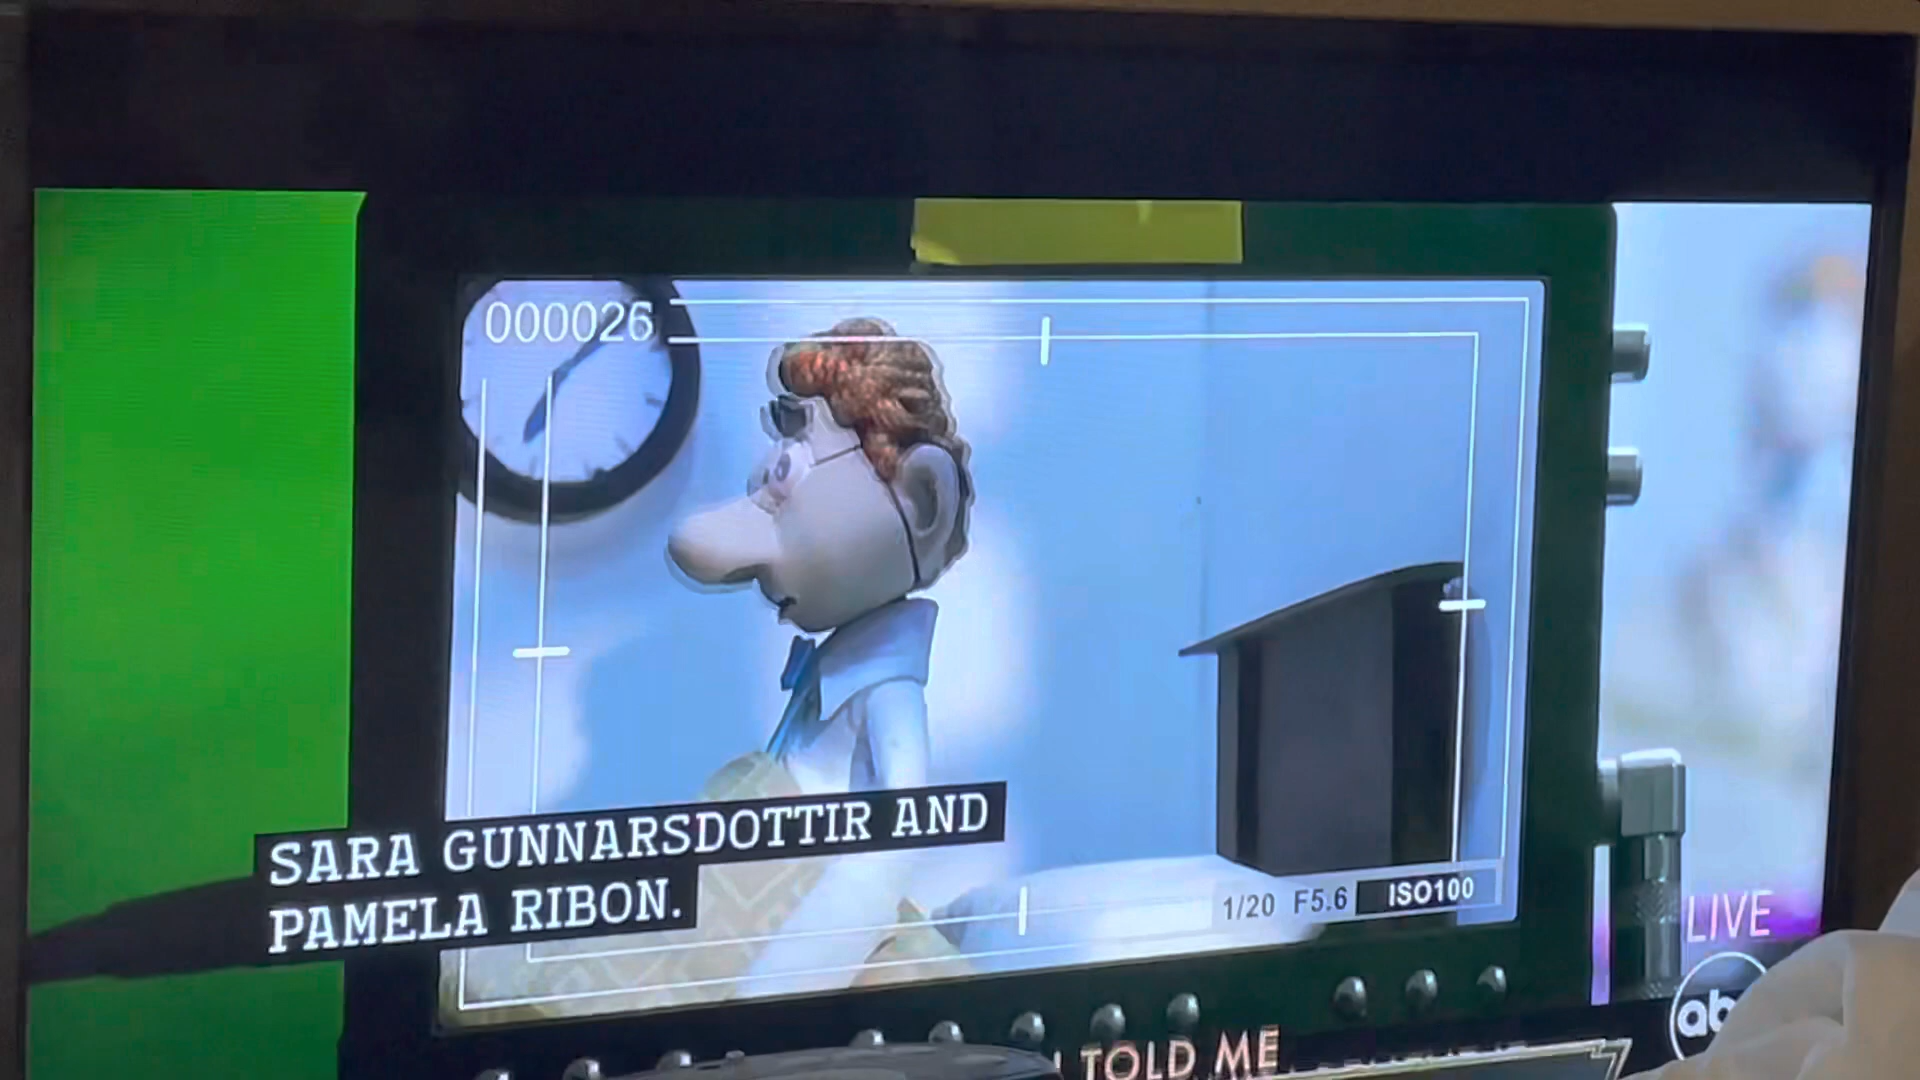 000026
SARA GUNNARSDOTTIR AND
PAMELA RIBON.
1/20 F5.6 ISO100
LIVE
TOLD ME